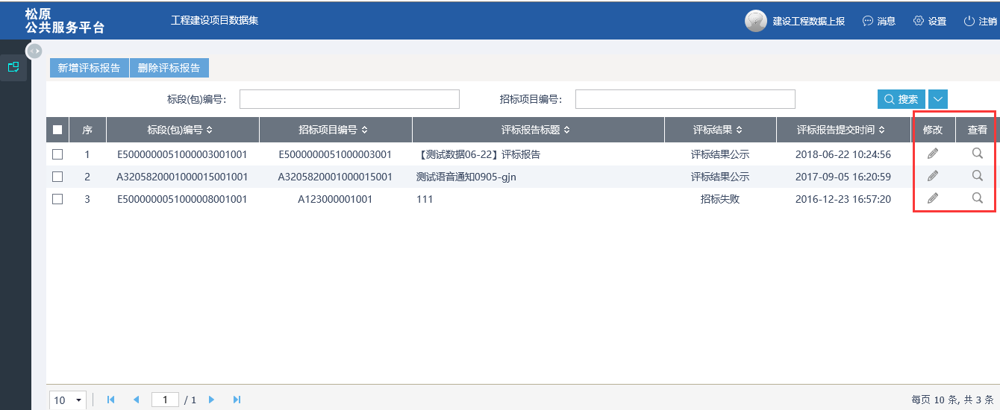 松原
公共服务平台
工程建设项目数据集
建设工程数据上报 消息 设置 注销
新增评标报告 删除评标报告
标段(包)编号： 招标项目编号： 搜索
序 标段(包)编号 招标项目编号 评标报告标题 评标结果 评标报告提交时间 修改 查看
1 E5000000051000003001001 E5000000051000003001 【测试数据06-22】评标报告 评标结果公示 2018-06-22 10:24:56
2 A3205820001000015001001 A3205820001000015001 测试语音通知0905-gjn 评标结果公示 2017-09-05 16:20:59
3 E5000000051000008001001 A123000001001 111 招标失败 2016-12-23 16:57:20
10 1 / 1 每页 10 条, 共 3 条